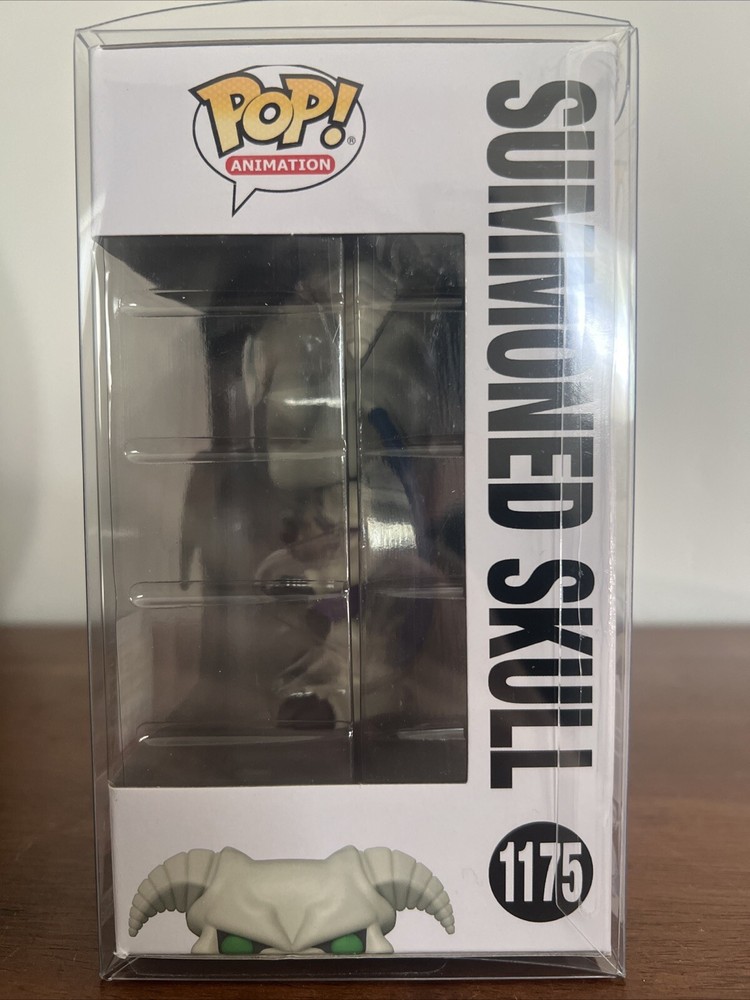 POP! ®
ANIMATION
SUMMONED SKULL
1175